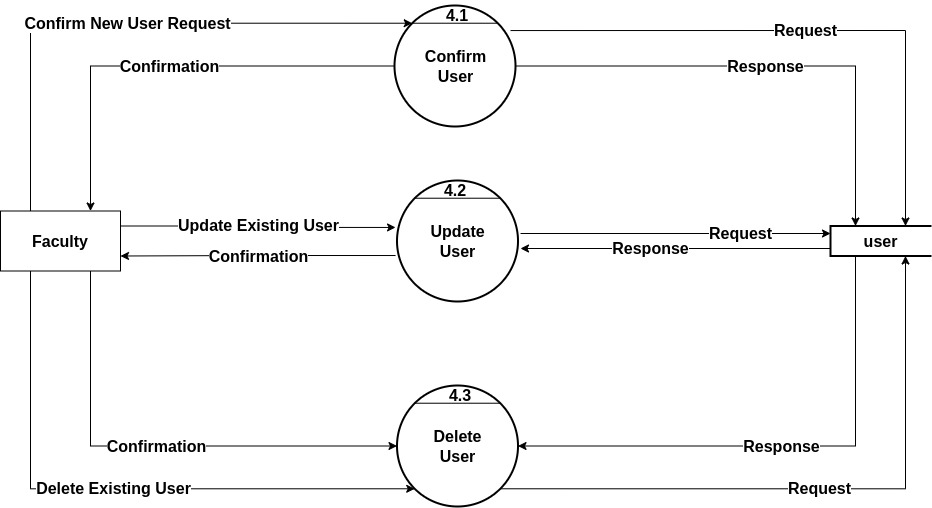 4.1
Confirm New User Request
Request
Confirm
User
Confirmation
Response
4.2
Update Existing User
Update
User
Request
Faculty
user
Confirmation
Response
4.3
Delete
User
Confirmation
Response
Delete Existing User
Request